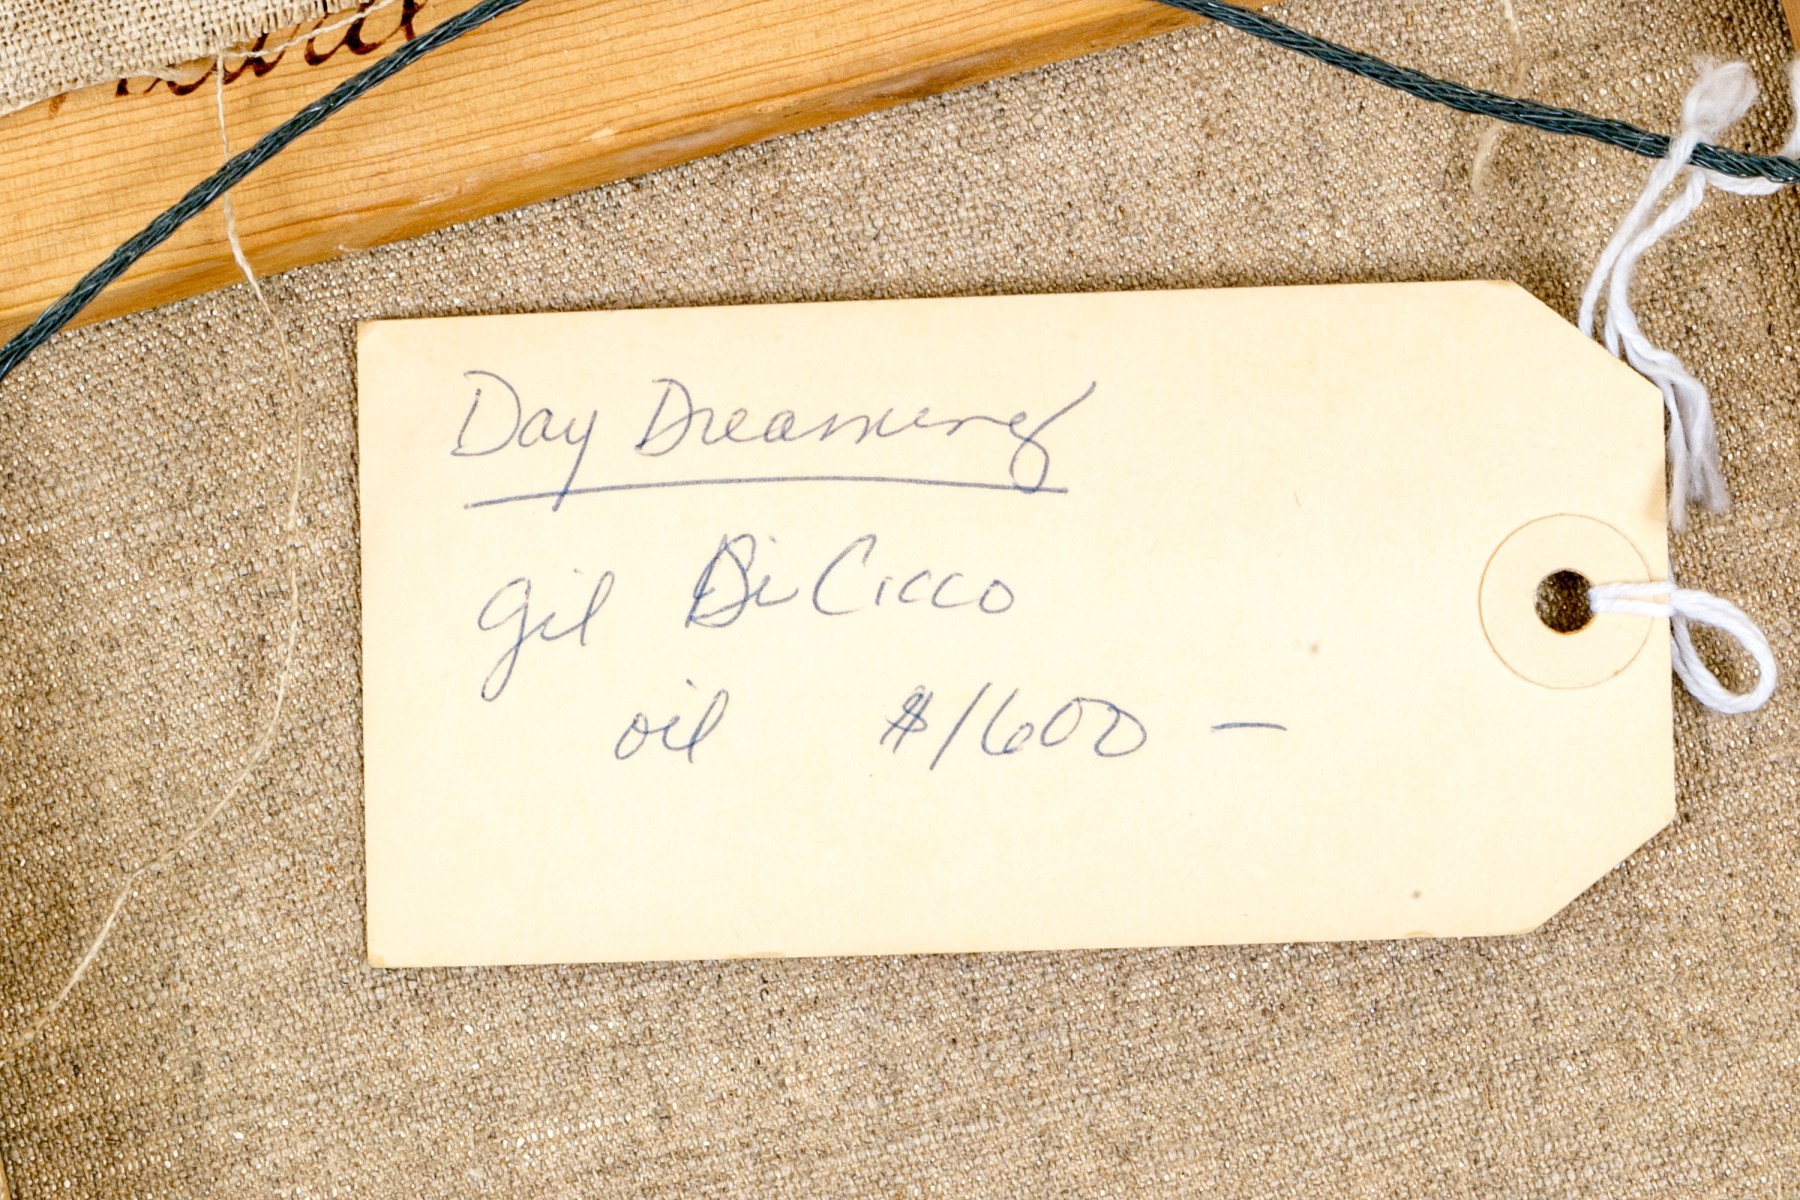 Day Dreaming
Gil DiCicco
oil $1600 —